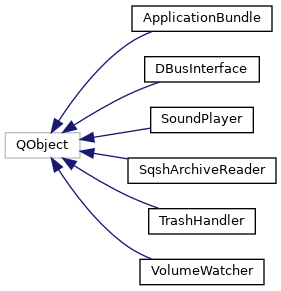 ApplicationBundle
DBusInterface
SoundPlayer
QObject
SqshArchiveReader
TrashHandler
VolumeWatcher